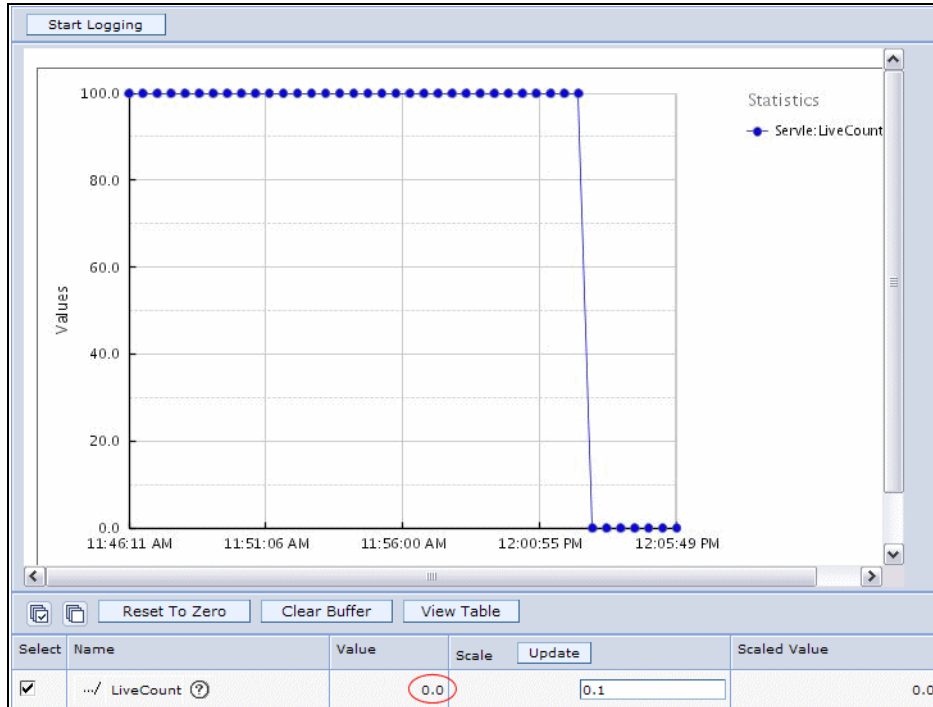 Start Logging
Statistics
Servle:LiveCount
Values
100.0
80.0
60.0
40.0
20.0
0.0
11:46:11 AM 11:51:06 AM 11:56:00 AM 12:00:55 PM 12:05:49 PM
Reset To Zero Clear Buffer View Table
Select Name Value Scale Update Scaled Value
.../ LiveCount ? 0.0 0.1 0.0